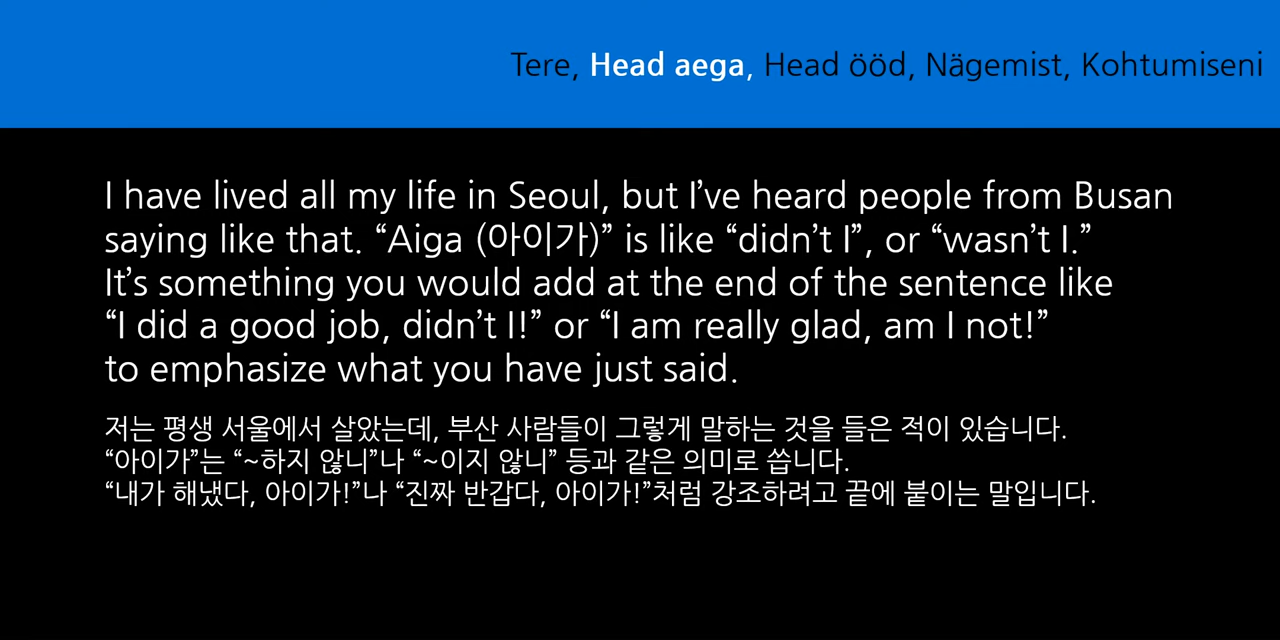 Tere, Head aega, Head ööd, Nägemist, Kohtumiseni
I have lived all my life in Seoul, but I’ve heard people from Busan
saying like that. “Aiga (아이가)” is like “didn’t I”, or “wasn’t I.”
It’s something you would add at the end of the sentence like
“I did a good job, didn’t I!” or “I am really glad, am I not!”
to emphasize what you have just said.
저는 평생 서울에서 살았는데, 부산 사람들이 그렇게 말하는 것을 들은 적이 있습니다.
“아이가”는 “~하지 않니”나 “~이지 않니” 등과 같은 의미로 씁니다.
“내가 해냈다, 아이가!”나 “진짜 반갑다, 아이가!”처럼 강조하려고 끝에 붙이는 말입니다.